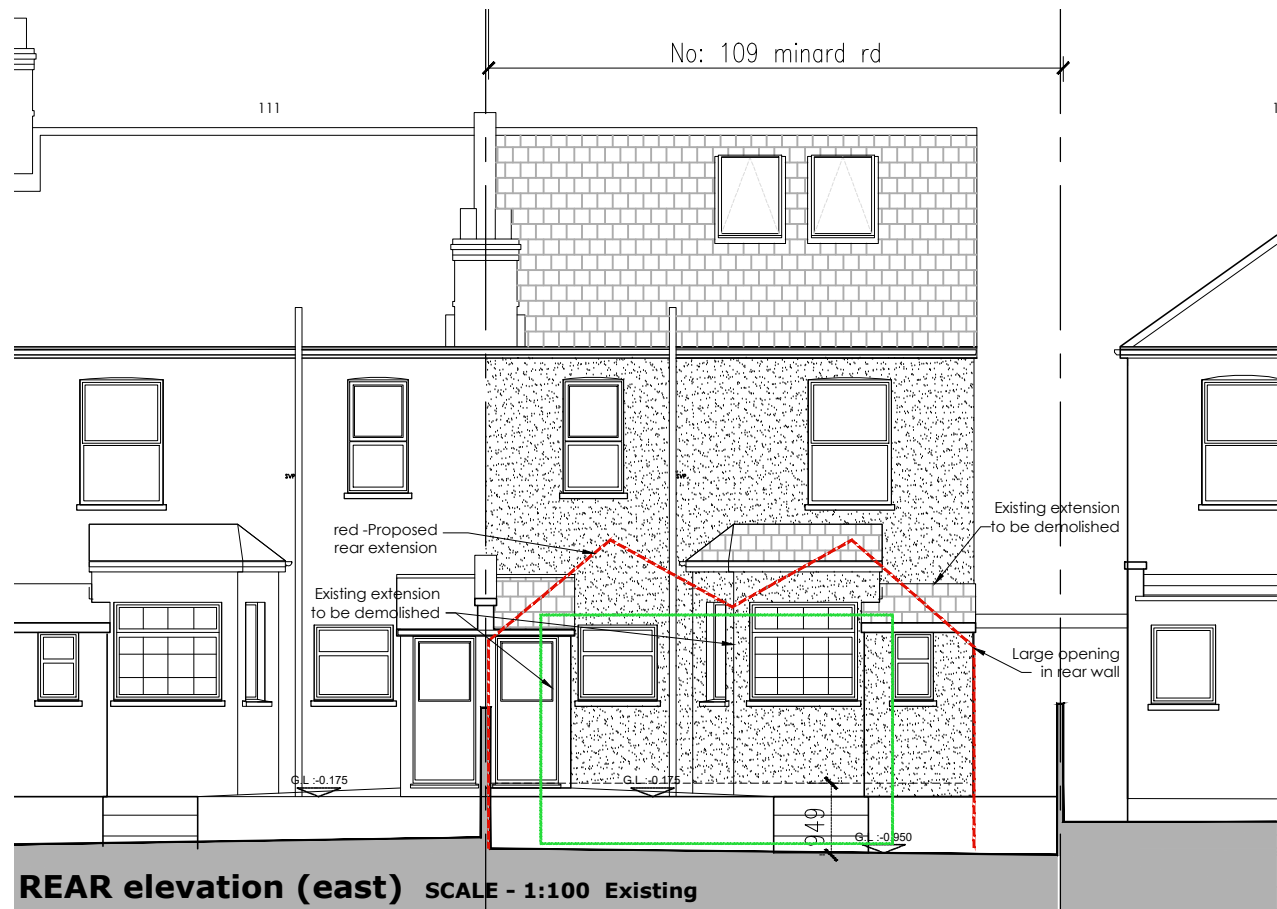 No: 109 minard rd
111
1
SVP
SVP
Existing extension
to be demolished
red -Proposed
rear extension
Existing extension
to be demolished
Large opening
in rear wall
G.L :-0.175
G.L :-0.175
949
G.L :-0.950
REAR elevation (east) SCALE - 1:100 Existing